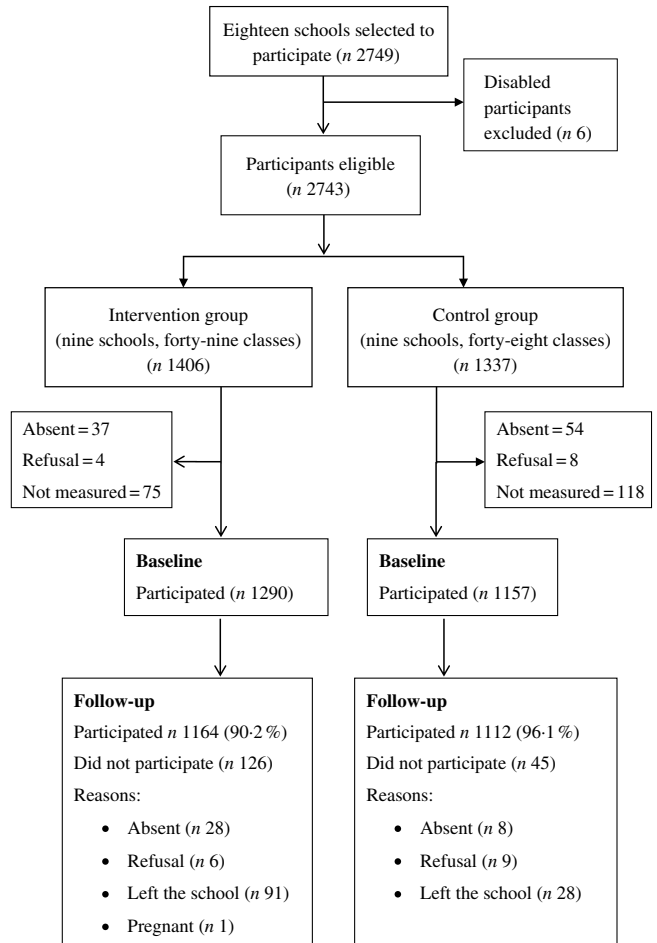 Eighteen schools selected to
participate (n 2749)
Disabled
participants
excluded (n 6)
Participants eligible
(n 2743)
Intervention group
(nine schools, forty-nine classes)
(n 1406)
Control group
(nine schools, forty-eight classes)
(n 1337)
Absent = 37
Refusal = 4
Not measured = 75
Absent = 54
Refusal = 8
Not measured = 118
Baseline
Participated (n 1290)
Baseline
Participated (n 1157)
Follow-up
Participated n 1164 (90·2 %)
Did not participate (n 126)
Reasons:
• Absent (n 28)
• Refusal (n 6)
• Left the school (n 91)
• Pregnant (n 1)
Follow-up
Participated n 1112 (96·1 %)
Did not participate (n 45)
Reasons:
• Absent (n 8)
• Refusal (n 9)
• Left the school (n 28)